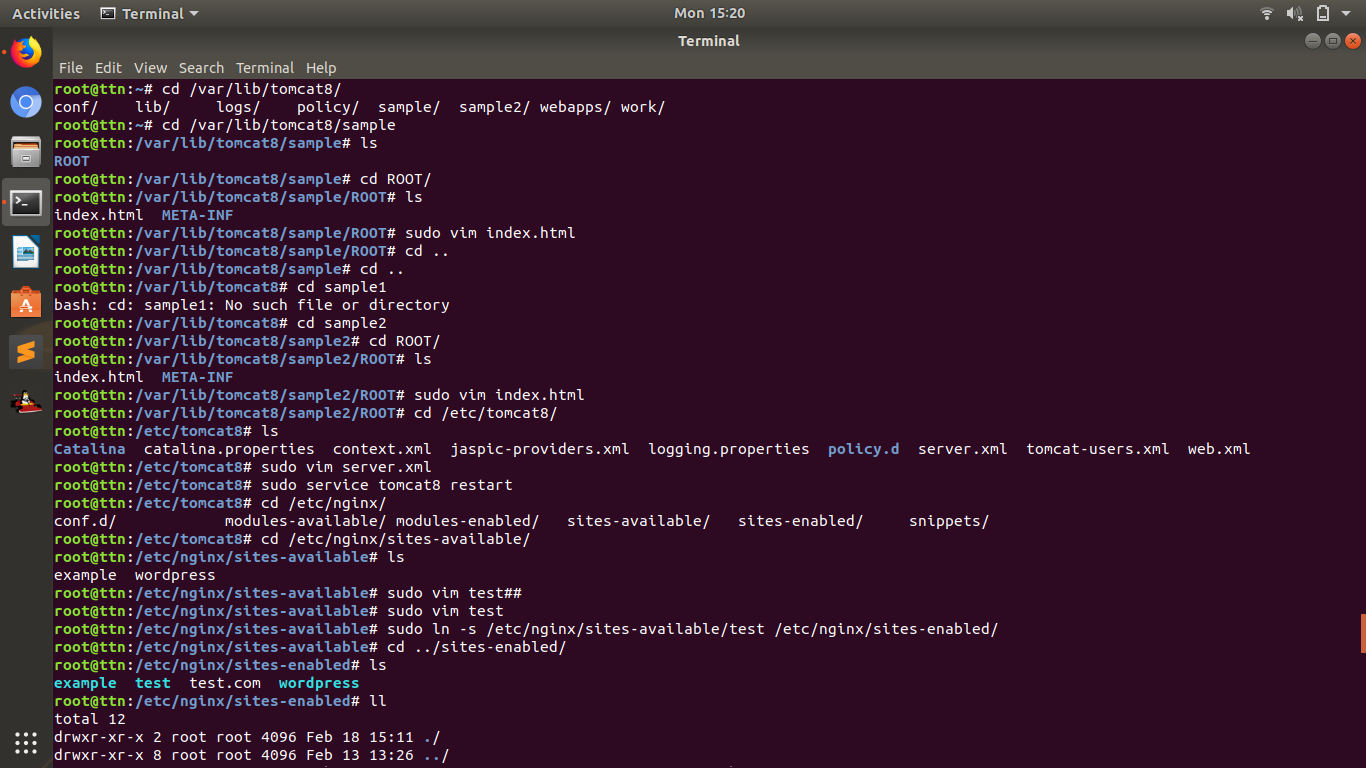 Activities Terminal Mon 15:20
Terminal
File Edit View Search Terminal Help
root@ttn:~# cd /var/lib/tomcat8/
conf/ lib/ logs/ policy/ sample/ sample2/ webapps/ work/
root@ttn:~# cd /var/lib/tomcat8/sample
root@ttn:/var/lib/tomcat8/sample# ls
ROOT
root@ttn:/var/lib/tomcat8/sample# cd ROOT/
root@ttn:/var/lib/tomcat8/sample/ROOT# ls
index.html META-INF
root@ttn:/var/lib/tomcat8/sample/ROOT# sudo vim index.html
root@ttn:/var/lib/tomcat8/sample/ROOT# cd ..
root@ttn:/var/lib/tomcat8/sample# cd ..
root@ttn:/var/lib/tomcat8# cd sample1
bash: cd: sample1: No such file or directory
root@ttn:/var/lib/tomcat8# cd sample2
root@ttn:/var/lib/tomcat8/sample2# cd ROOT/
root@ttn:/var/lib/tomcat8/sample2/ROOT# ls
index.html META-INF
root@ttn:/var/lib/tomcat8/sample2/ROOT# sudo vim index.html
root@ttn:/var/lib/tomcat8/sample2/ROOT# cd /etc/tomcat8/
root@ttn:/etc/tomcat8# ls
Catalina catalina.properties context.xml jaspic-providers.xml logging.properties policy.d server.xml tomcat-users.xml web.xml
root@ttn:/etc/tomcat8# sudo vim server.xml
root@ttn:/etc/tomcat8# sudo service tomcat8 restart
root@ttn:/etc/tomcat8# cd /etc/nginx/
conf.d/ modules-available/ modules-enabled/ sites-available/ sites-enabled/ snippets/
root@ttn:/etc/tomcat8# cd /etc/nginx/sites-available/
root@ttn:/etc/nginx/sites-available# ls
example wordpress
root@ttn:/etc/nginx/sites-available# sudo vim test##
root@ttn:/etc/nginx/sites-available# sudo vim test
root@ttn:/etc/nginx/sites-available# sudo ln -s /etc/nginx/sites-available/test /etc/nginx/sites-enabled/
root@ttn:/etc/nginx/sites-available# cd ../sites-enabled/
root@ttn:/etc/nginx/sites-enabled# ls
example test test.com wordpress
root@ttn:/etc/nginx/sites-enabled# ll
total 12
drwxr-xr-x 2 root root 4096 Feb 18 15:11 ./
drwxr-xr-x 8 root root 4096 Feb 13 13:26 ../